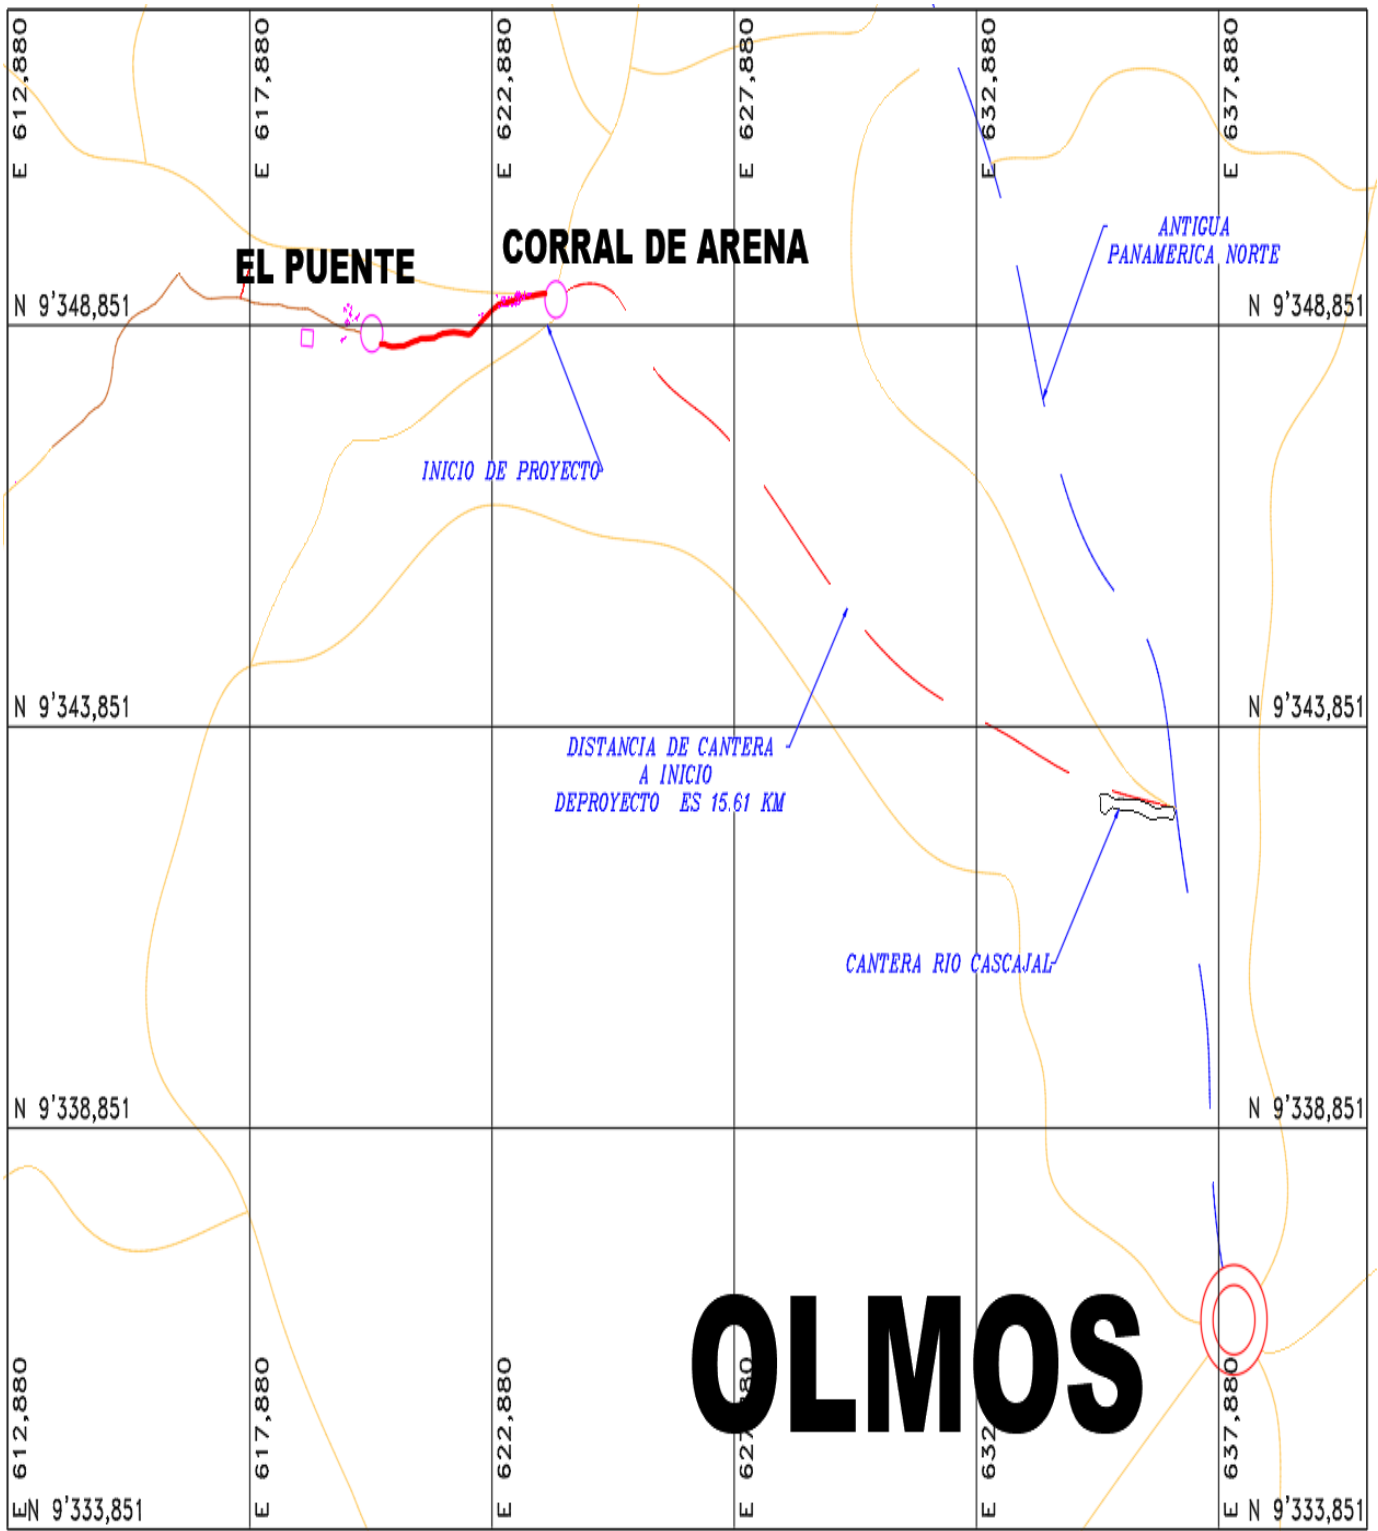 E 612,880
E 617,880
E 622,880
E 627,880
E 632,880
E 637,880
ANTIGUA
PANAMERICA NORTE
CORRAL DE ARENA
EL PUENTE
N 9'348,851
N 9'348,851
INICIO DE PROYECTO
N 9'343,851
N 9'343,851
DISTANCIA DE CANTERA
A INICIO
DEPROYECTO ES 15.61 KM
CANTERA RIO CASCAJAL
N 9'338,851
N 9'338,851
OLMOS
E 612,880
E 617,880
E 622,880
E 637,880
N 9'333,851
N 9'333,851